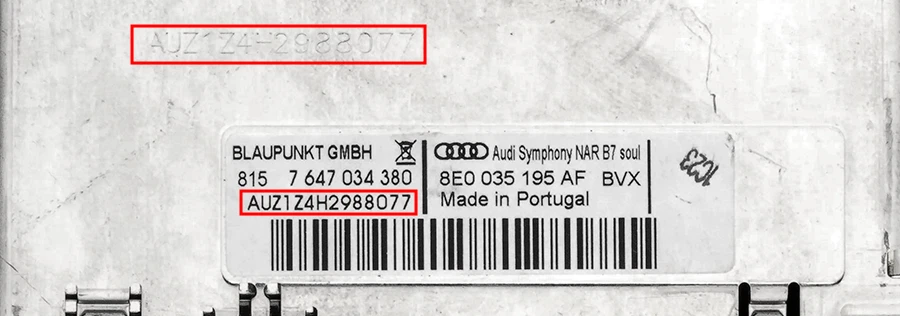 AUZ1Z4H2988077
BLAUPUNKT GMBH
815 7 647 034 380
AUZ1Z4H2988077
Audi Symphony NAR B7 soul
8E0 035 195 AF BVX
Made in Portugal
1C23